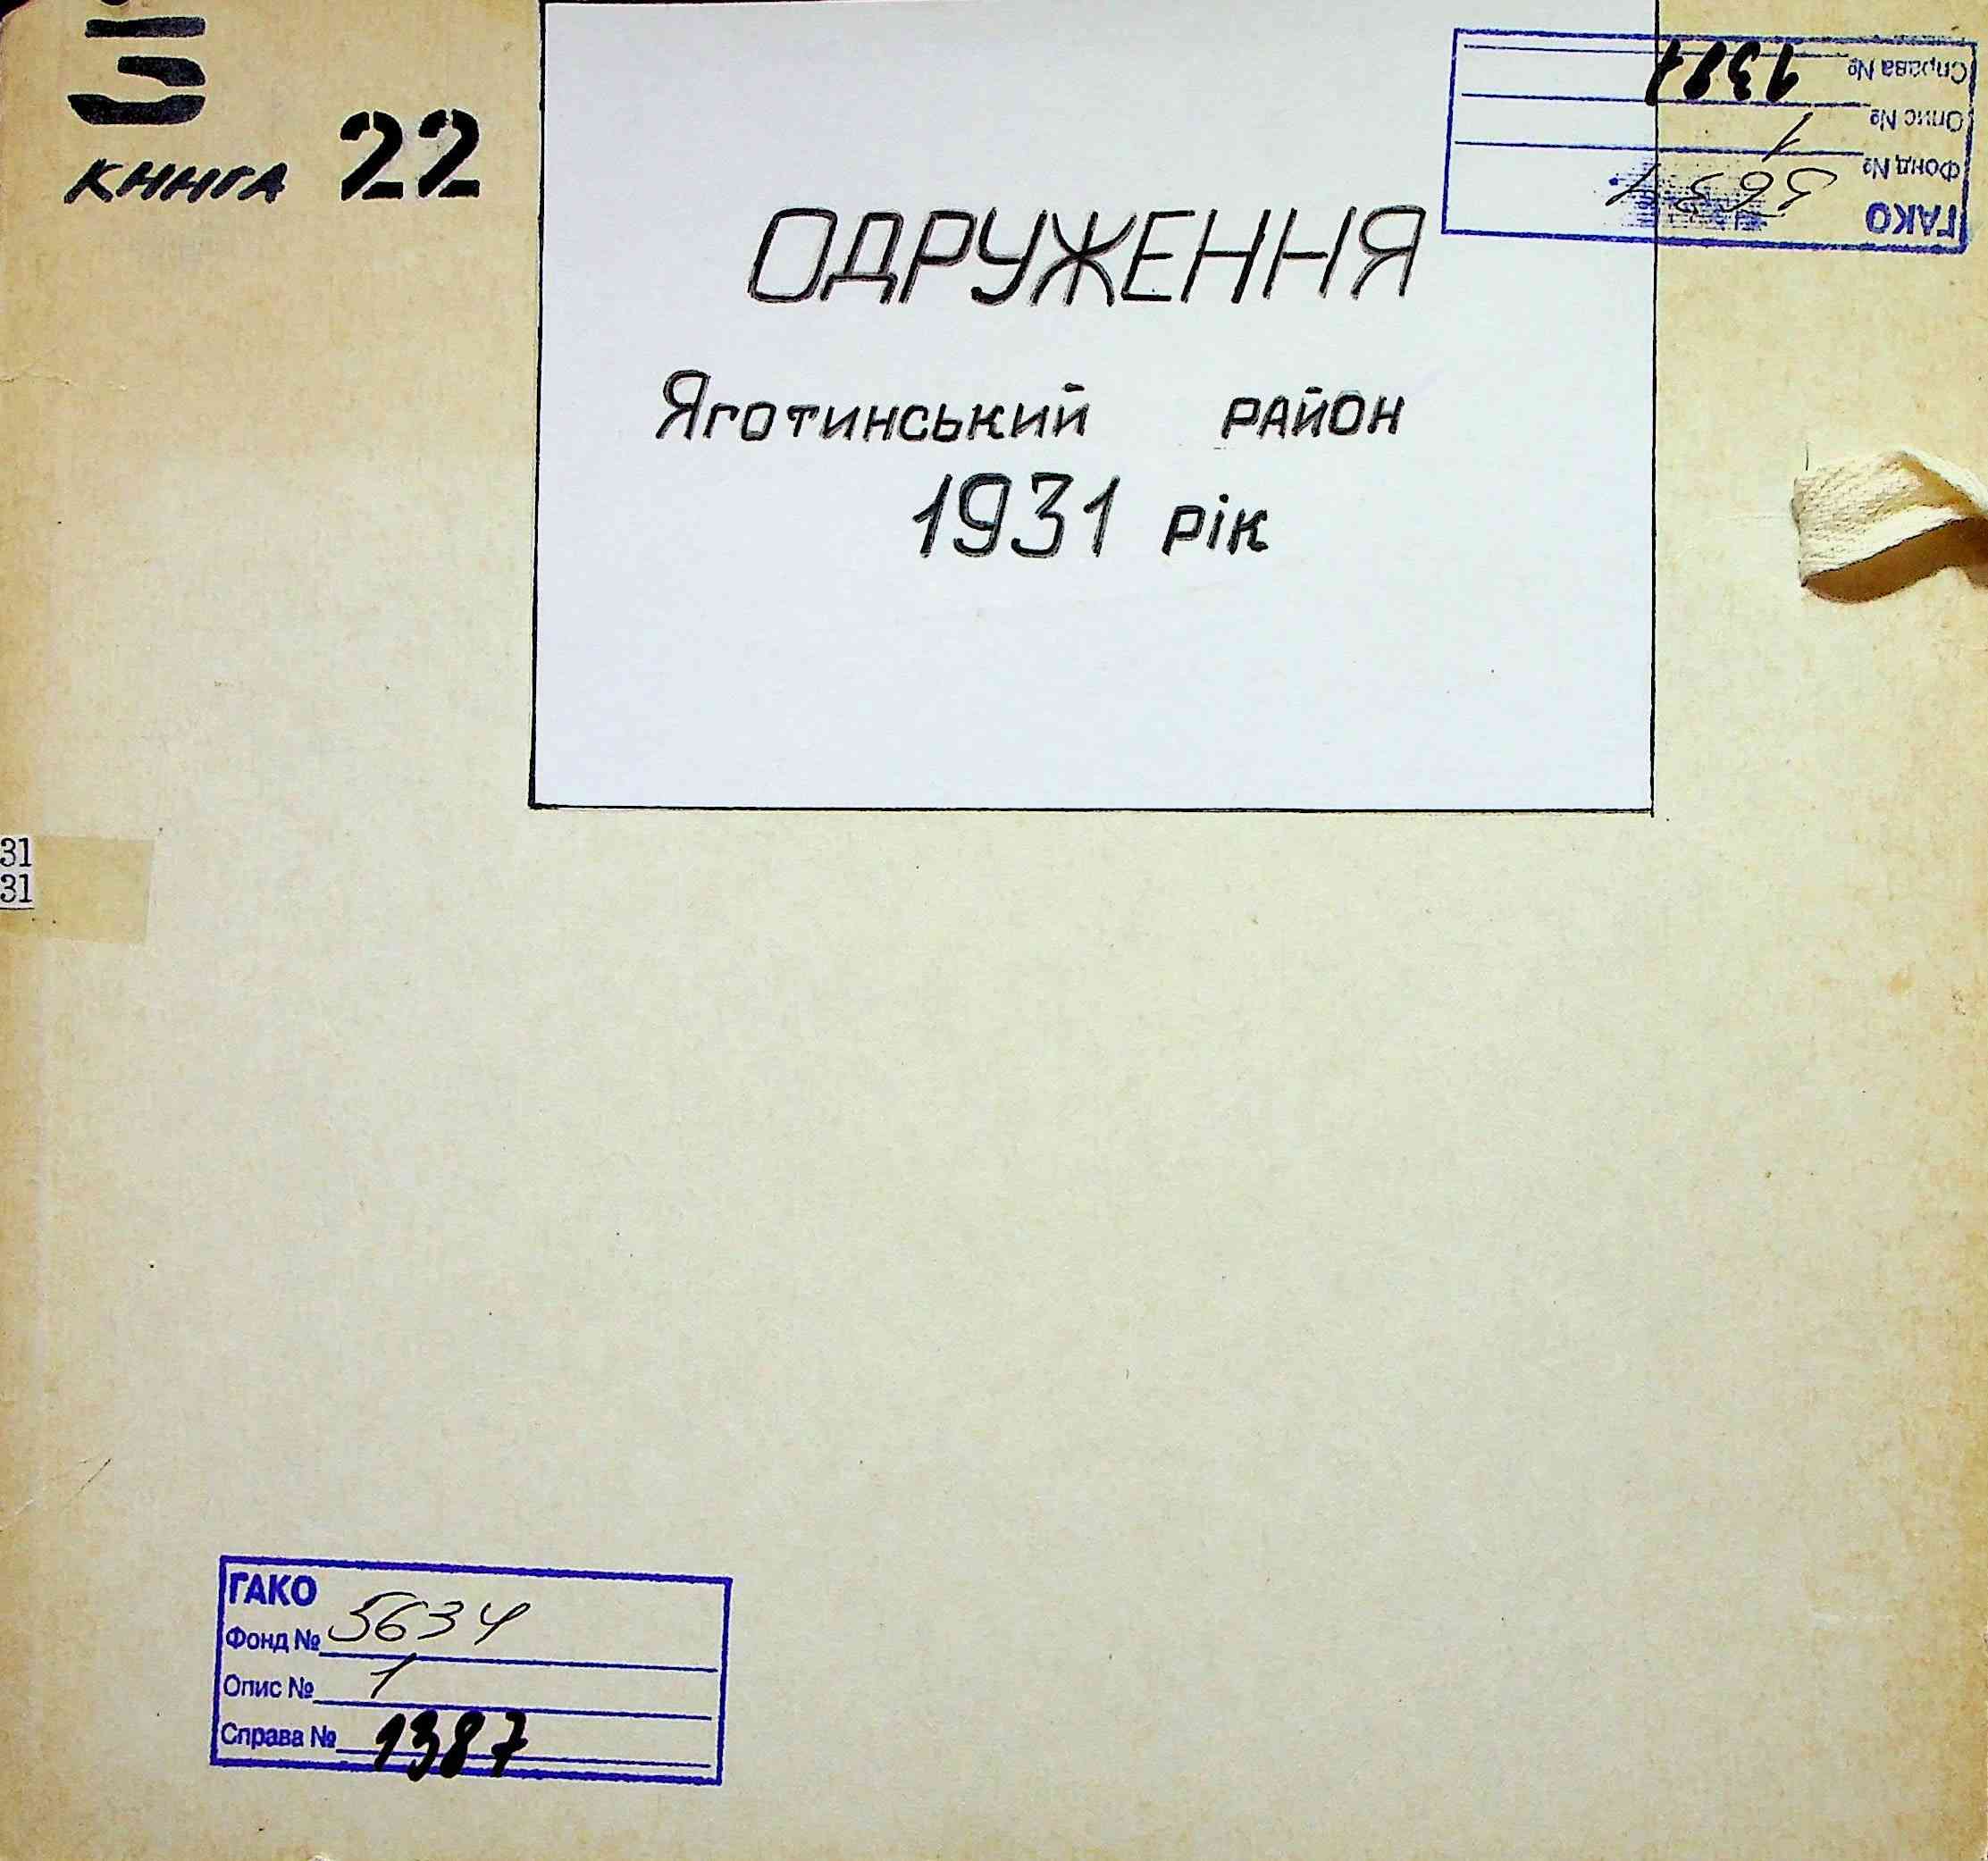 КНИГА 22
ОДРУЖЕННЯ
Яготинський район
1931 рік
ГАКО
Фонд № 5634
Опис № 1
Справа № 1387
31
31
ГАКО
Фонд № 5634
Опис № 1
Справа № 1387